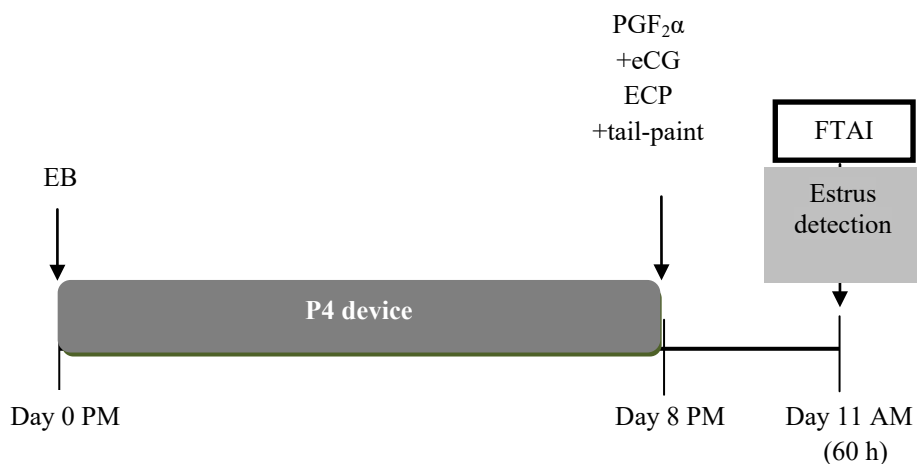 PGF₂α
+eCG
ECP
+tail-paint
FTAI
EB
Estrus
detection
P4 device
Day 0 PM
Day 8 PM
Day 11 AM
(60 h)